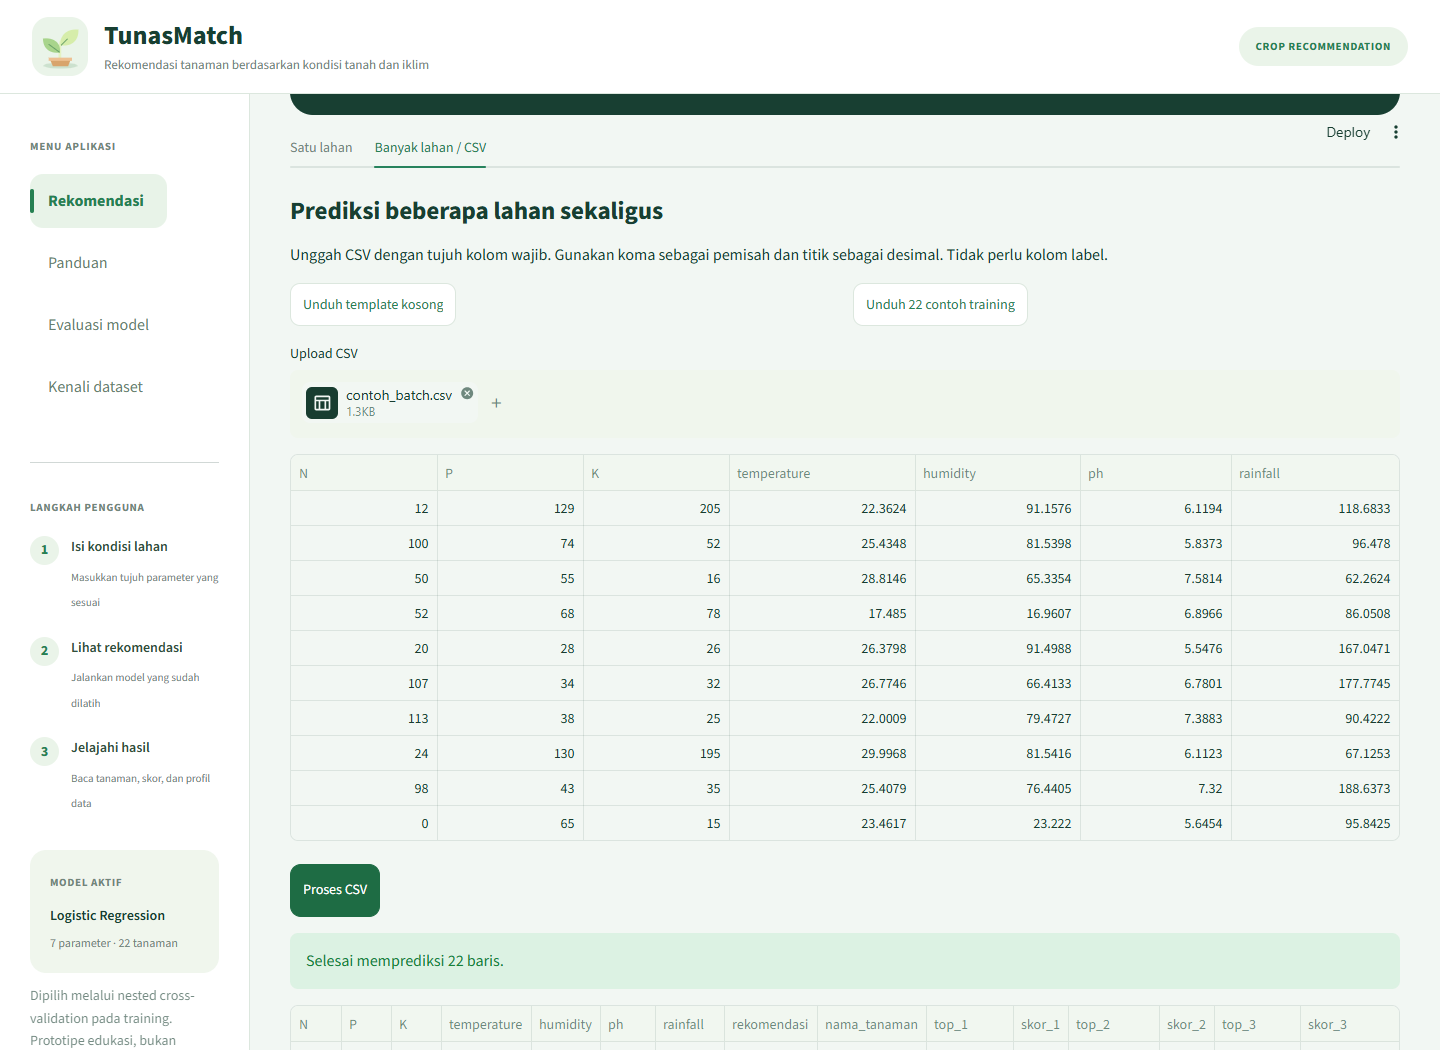 TunasMatch
Rekomendasi tanaman berdasarkan kondisi tanah dan iklim
CROP RECOMMENDATION
MENU APLIKASI
Rekomendasi
Panduan
Evaluasi model
Kenali dataset
LANGKAH PENGGUNA
1 Isi kondisi lahan
Masukkan tujuh parameter yang
sesuai
2 Lihat rekomendasi
Jalankan model yang sudah
dilatih
3 Jelajahi hasil
Baca tanaman, skor, dan profil
data
MODEL AKTIF
Logistic Regression
7 parameter · 22 tanaman
Dipilih melalui nested cross-
validation pada training.
Prototipe edukasi, bukan
Deploy
Satu lahan Banyak lahan / CSV
Prediksi beberapa lahan sekaligus
Unggah CSV dengan tujuh kolom wajib. Gunakan koma sebagai pemisah dan titik sebagai desimal. Tidak perlu kolom label.
Unduh template kosong Unduh 22 contoh training
Upload CSV
contoh_batch.csv
1.3KB
N P K temperature humidity ph rainfall
12 129 205 22.3624 91.1576 6.1194 118.6833
100 74 52 25.4348 81.5398 5.8373 96.478
50 55 16 28.8146 65.3354 7.5814 62.2624
52 68 78 17.485 16.9607 6.8966 86.0508
20 28 26 26.3798 91.4988 5.5476 167.0471
107 34 32 26.7746 66.4133 6.7801 177.7745
113 38 25 22.0009 79.4727 7.3883 90.4222
24 130 195 29.9968 81.5416 6.1123 67.1253
98 43 35 25.4079 76.4405 7.32 188.6373
0 65 15 23.4617 23.222 5.6454 95.8425
Proses CSV
Selesai memprediksi 22 baris.
N P K temperature humidity ph rainfall rekomendasi nama_tanaman top_1 skor_1 top_2 skor_2 top_3 skor_3